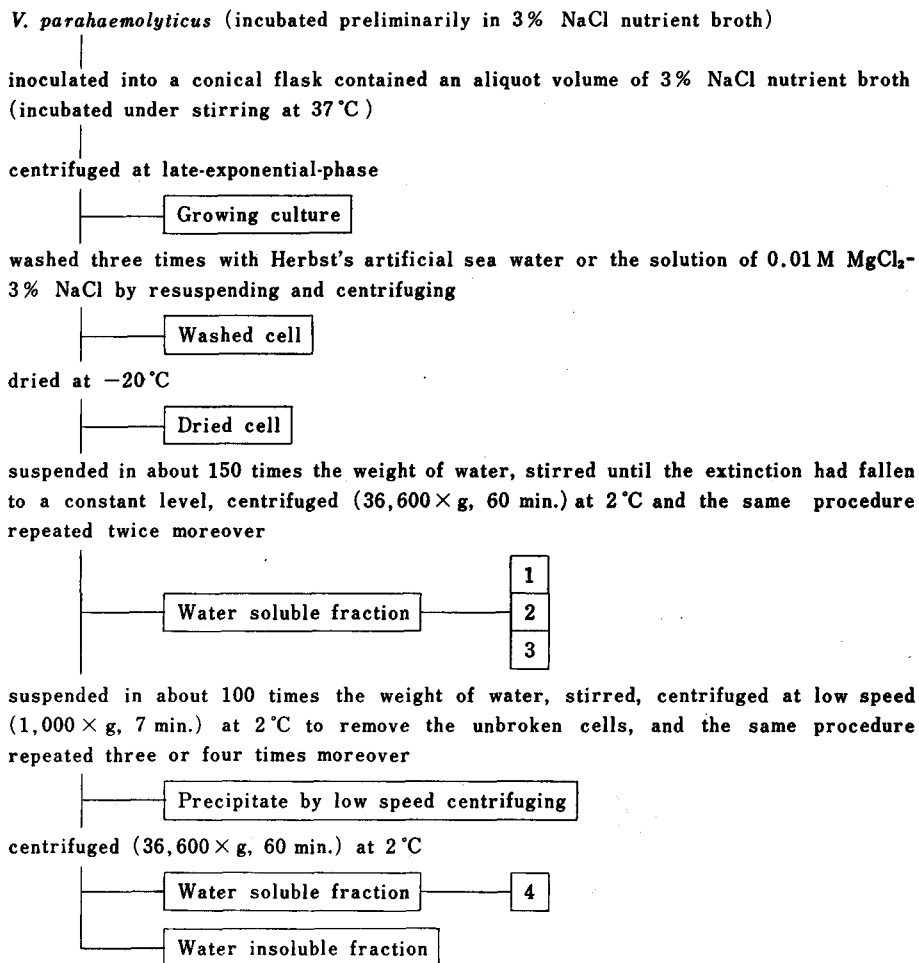 V. parahaemolyticus (incubated preliminarily in 3% NaCl nutrient broth)
inoculated into a conical flask contained an aliquot volume of 3% NaCl nutrient broth
(incubated under stirring at 37°C)
centrifuged at late-exponential-phase
Growing culture
washed three times with Herbst's artificial sea water or the solution of 0.01M MgCl₂-
3% NaCl by resuspending and centrifuging
Washed cell
dried at −20°C
Dried cell
suspended in about 150 times the weight of water, stirred until the extinction had fallen
to a constant level, centrifuged (36,600×g, 60 min.) at 2°C and the same procedure
repeated twice moreover
1
Water soluble fraction 2
3
suspended in about 100 times the weight of water, stirred, centrifuged at low speed
(1,000×g, 7 min.) at 2°C to remove the unbroken cells, and the same procedure
repeated three or four times moreover
Precipitate by low speed centrifuging
centrifuged (36,600×g, 60 min.) at 2°C
Water soluble fraction 4
Water insoluble fraction